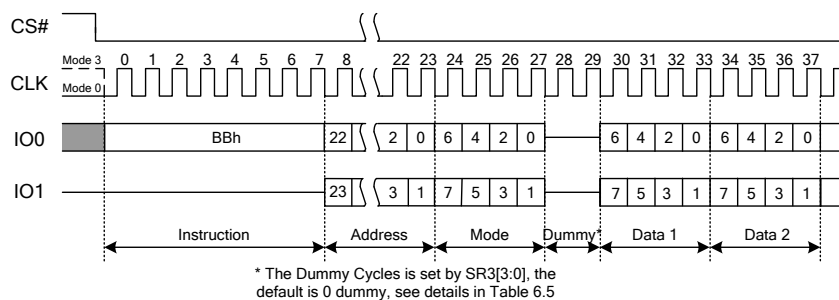 CS#
Mode 3 0 1 2 3 4 5 6 7 8 22 23 24 25 26 27 28 29 30 31 32 33 34 35 36 37
CLK
Mode 0
IO0 BBh 22 2 0 6 4 2 0 6 4 2 0 6 4 2 0
IO1 23 3 1 7 5 3 1 7 5 3 1 7 5 3 1
Instruction Address Mode Dummy* Data 1 Data 2
* The Dummy Cycles is set by SR3[3:0], the
default is 0 dummy, see details in Table 6.5